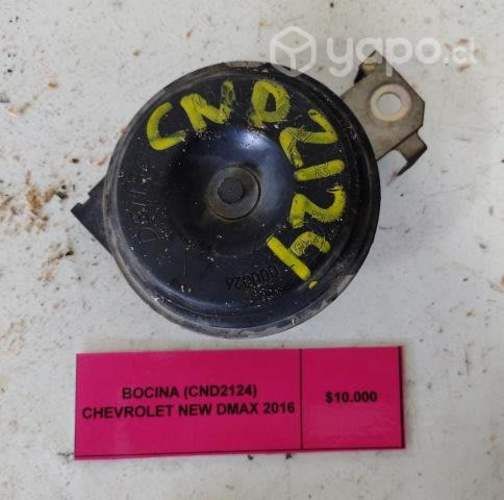 yapo.cl
CND2124
BOCINA (CND2124)
CHEVROLET NEW DMAX 2016
$10.000